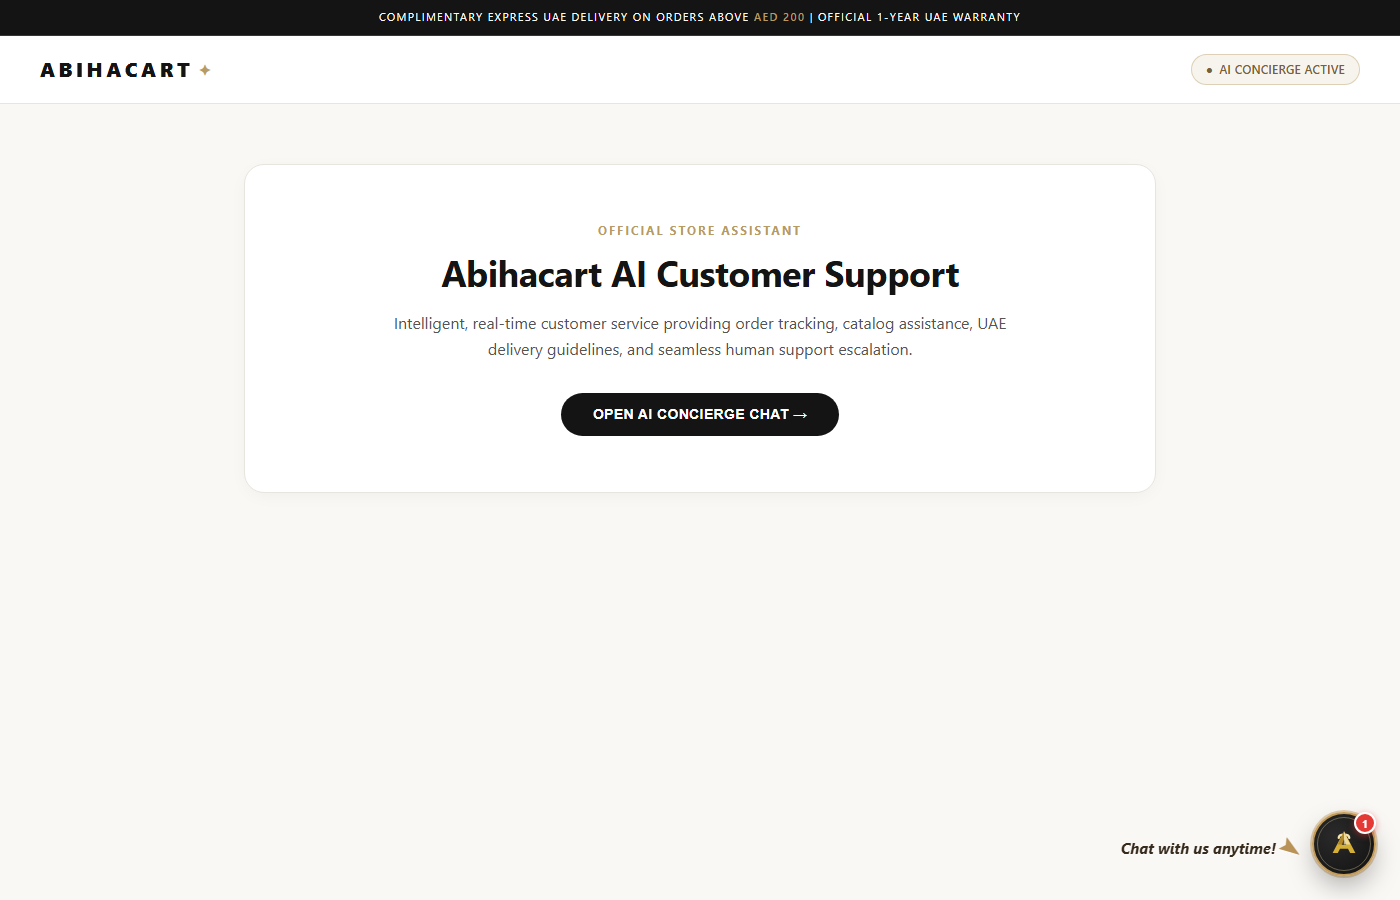 COMPLIMENTARY EXPRESS UAE DELIVERY ON ORDERS ABOVE AED 200 | OFFICIAL 1-YEAR UAE WARRANTY
ABIHACART ✦
● AI CONCIERGE ACTIVE
OFFICIAL STORE ASSISTANT
Abihacart AI Customer Support
Intelligent, real-time customer service providing order tracking, catalog assistance, UAE
delivery guidelines, and seamless human support escalation.
OPEN AI CONCIERGE CHAT →
Chat with us anytime!
1
A